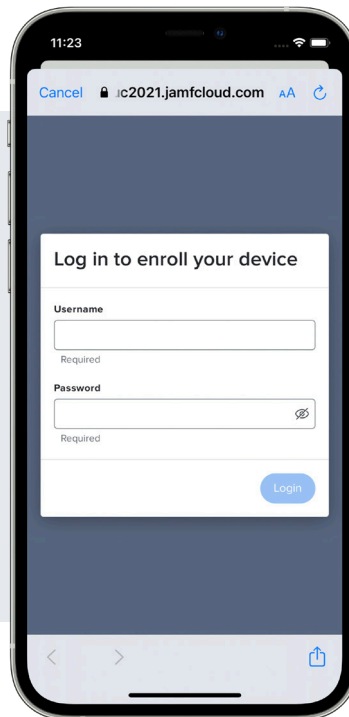 11:23
Cancel
c2021.jamfcloud.com
AA
Log in to enroll your device
Username
Required
Password
Required
Login